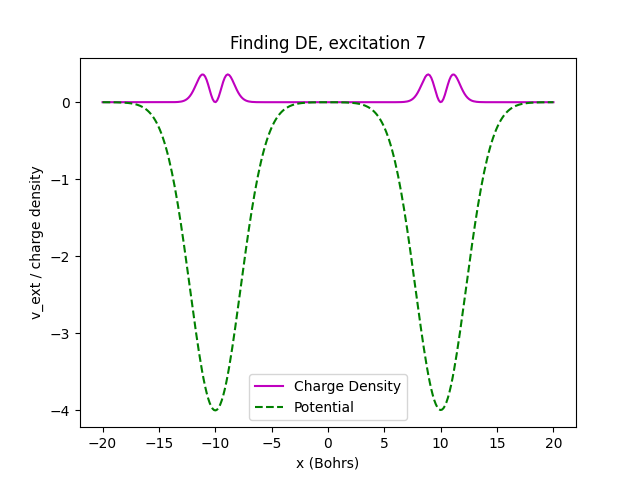 Finding DE, excitation 7
v_ext / charge density
0
−1
−2
−3
−4
Charge Density
Potential
−20 −15 −10 −5 0 5 10 15 20
x (Bohrs)